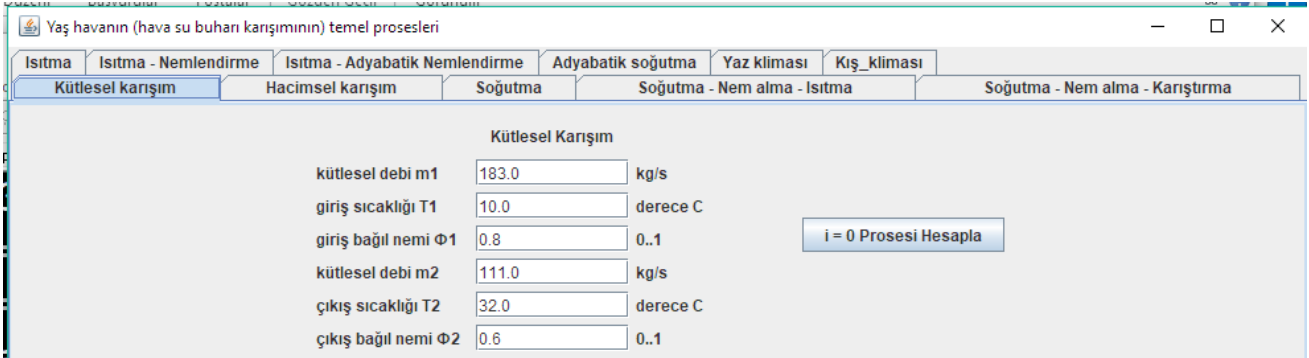 Yaş havanın (hava su buharı karışımının) temel prosesleri
Isıtma Isıtma - Nemlendirme Isıtma - Adyabatik Nemlendirme Adyabatik soğutma Yaz kliması Kış_kliması
Kütlesel karışım Hacimsel karışım Soğutma Soğutma - Nem alma - Isıtma Soğutma - Nem alma - Karıştırma
Kütlesel Karışım
kütlesel debi m1 183.0 kg/s
giriş sıcaklığı T1 10.0 derece C
giriş bağıl nemi Φ1 0.8 0..1
i = 0 Prosesi Hesapla
kütlesel debi m2 111.0 kg/s
çıkış sıcaklığı T2 32.0 derece C
çıkış bağıl nemi Φ2 0.6 0..1